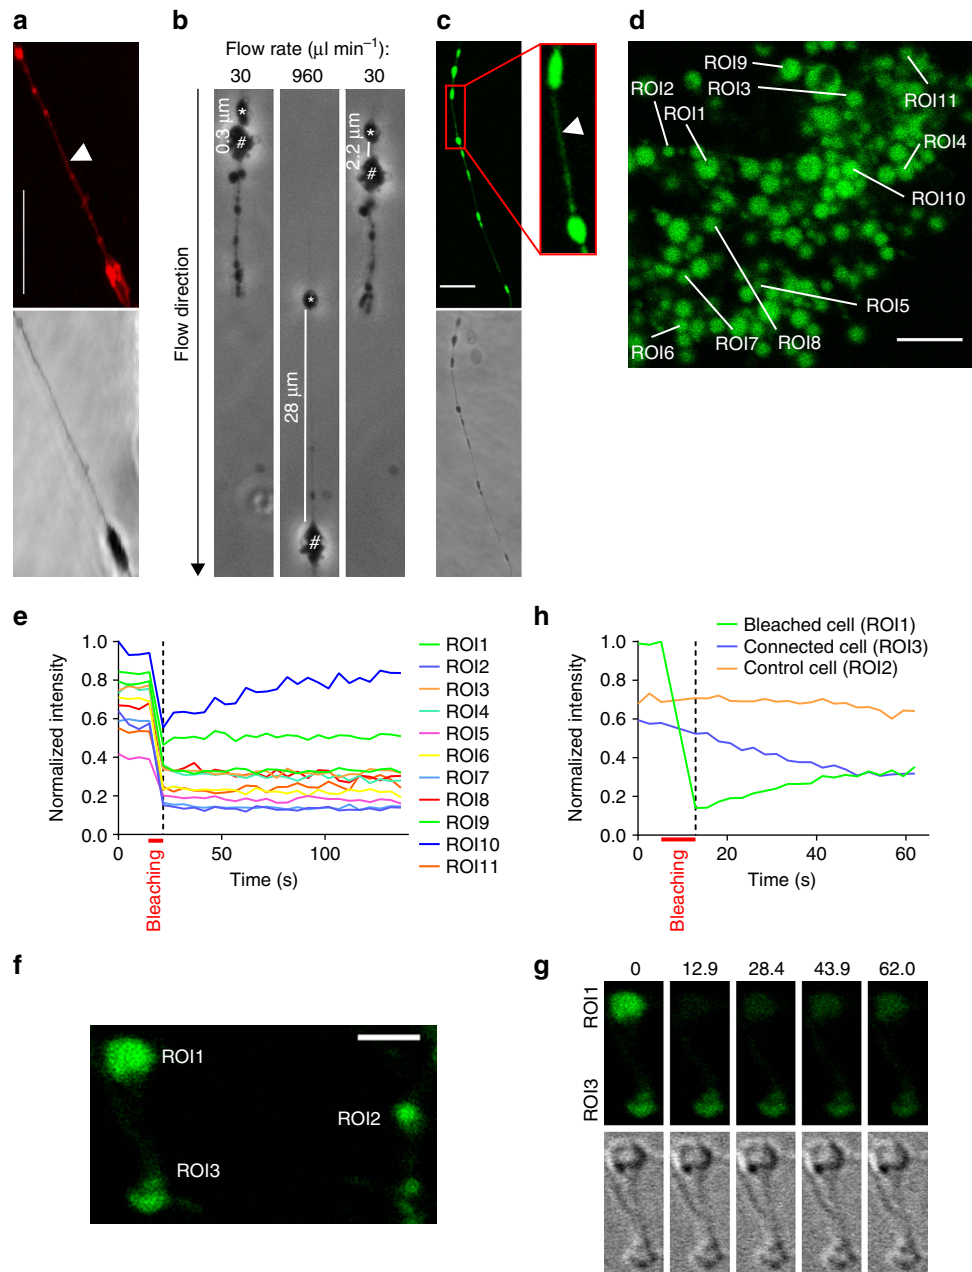 a
b
Flow rate (μl min⁻¹):
30
960
30
Flow direction
0.3 μm
*
#
28 μm
*
#
2.2 μm
*
#
c
d
ROI9
ROI3
ROI2
ROI1
ROI11
ROI4
ROI10
ROI5
ROI6
ROI7
ROI8
e
Normalized intensity
1.0
0.8
0.6
0.4
0.2
0.0
0
50
100
Time (s)
Bleaching
ROI1
ROI2
ROI3
ROI4
ROI5
ROI6
ROI7
ROI8
ROI9
ROI10
ROI11
h
Bleached cell (ROI1)
Connected cell (ROI3)
Control cell (ROI2)
Normalized intensity
1.0
0.8
0.6
0.4
0.2
0.0
0
20
40
60
Time (s)
Bleaching
f
ROI1
ROI2
ROI3
g
0
12.9
28.4
43.9
62.0
ROI1
ROI3